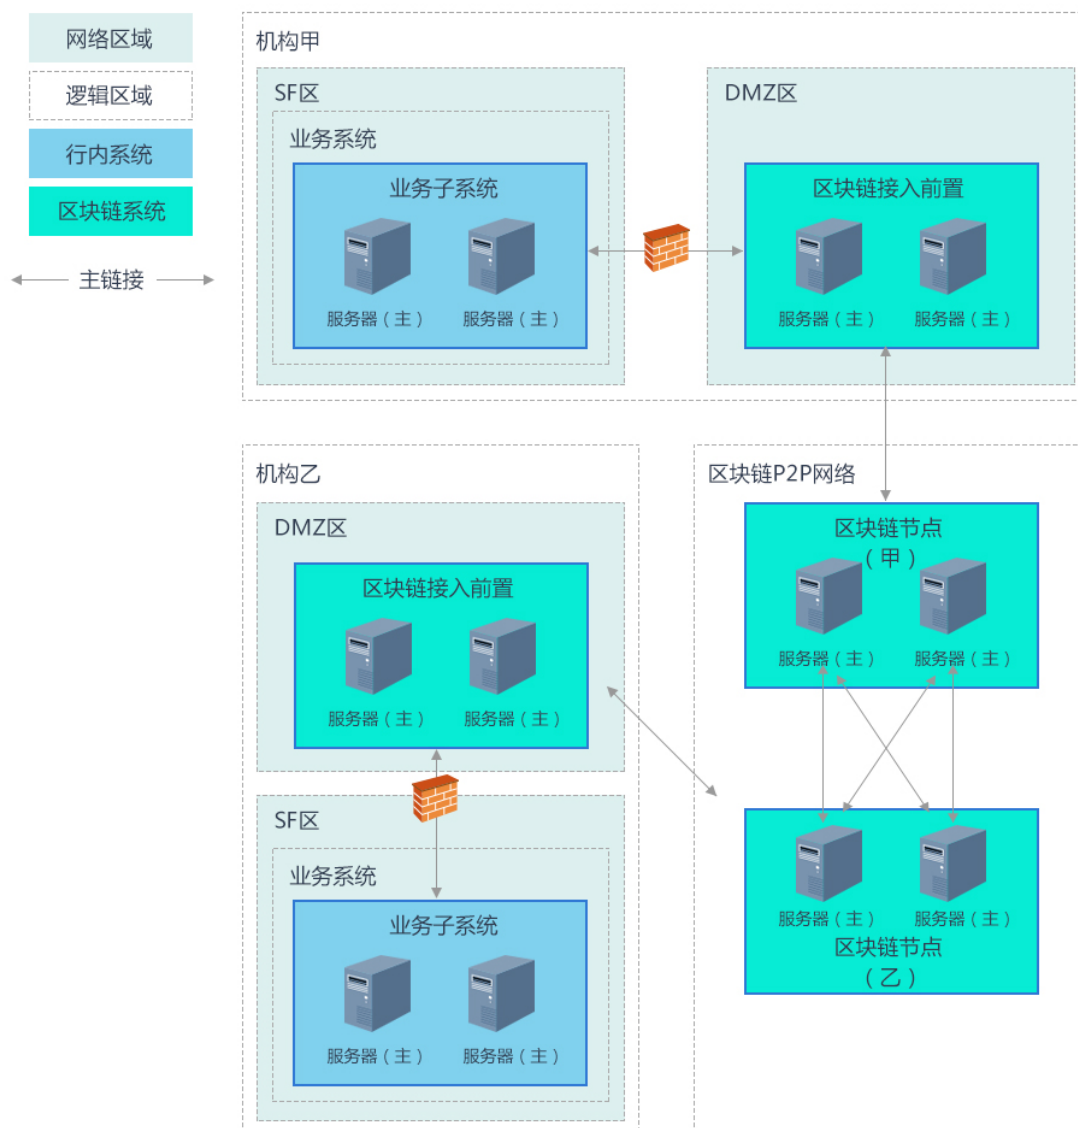 网络区域
逻辑区域
行内系统
区块链系统
主链接
机构甲
SF区
业务系统
业务子系统
服务器（主）
服务器（主）
DMZ区
区块链接入前置
服务器（主）
服务器（主）
机构乙
DMZ区
区块链接入前置
服务器（主）
服务器（主）
SF区
业务系统
业务子系统
服务器（主）
服务器（主）
区块链P2P网络
区块链节点
（甲）
服务器（主）
服务器（主）
服务器（主）
服务器（主）
区块链节点
（乙）